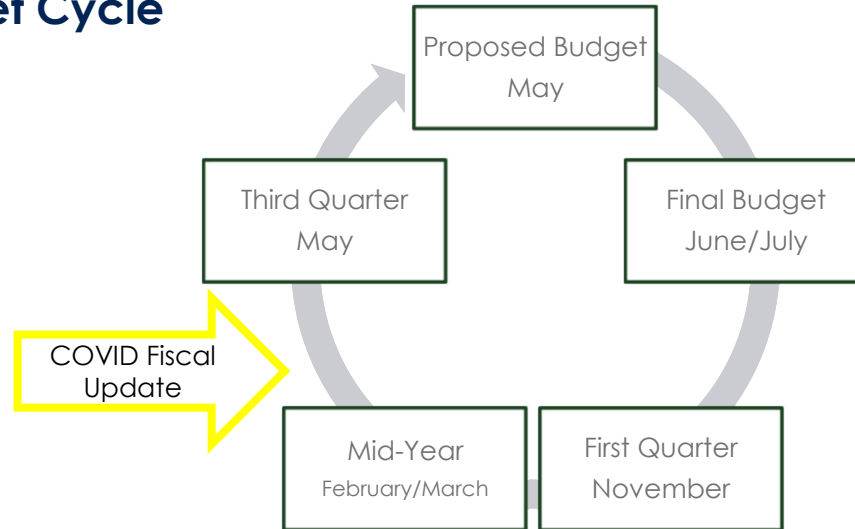 et Cycle
Proposed Budget
May
Final Budget
June/July
First Quarter
November
Mid-Year
February/March
COVID Fiscal
Update
Third Quarter
May